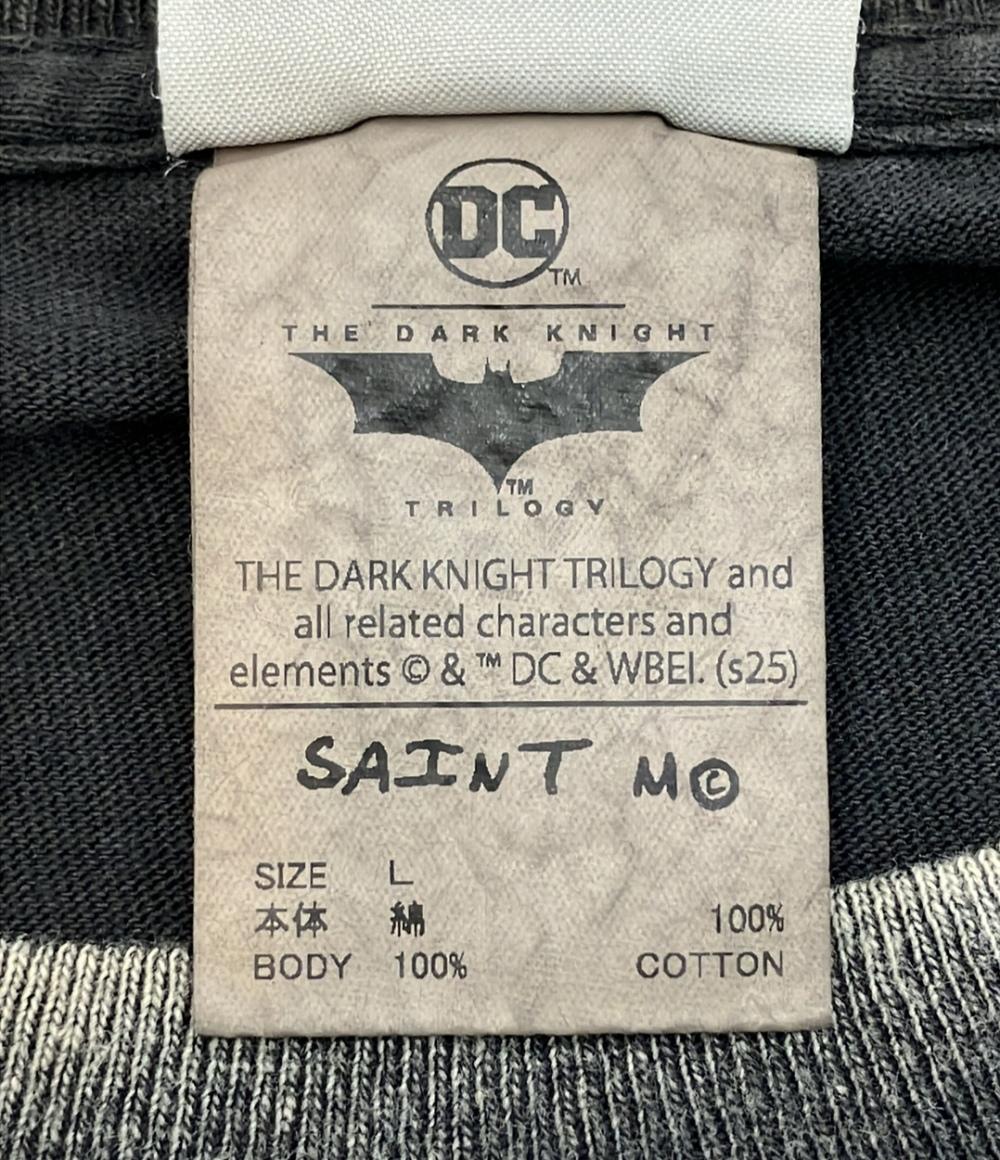 DC
TM
THE DARK KNIGHT
TM
TRILOGY
THE DARK KNIGHT TRILOGY and
all related characters and
elements © & ™ DC & WBEI. (s25)
SAINT M©
SIZE L
本体 綿 100%
BODY 100% COTTON